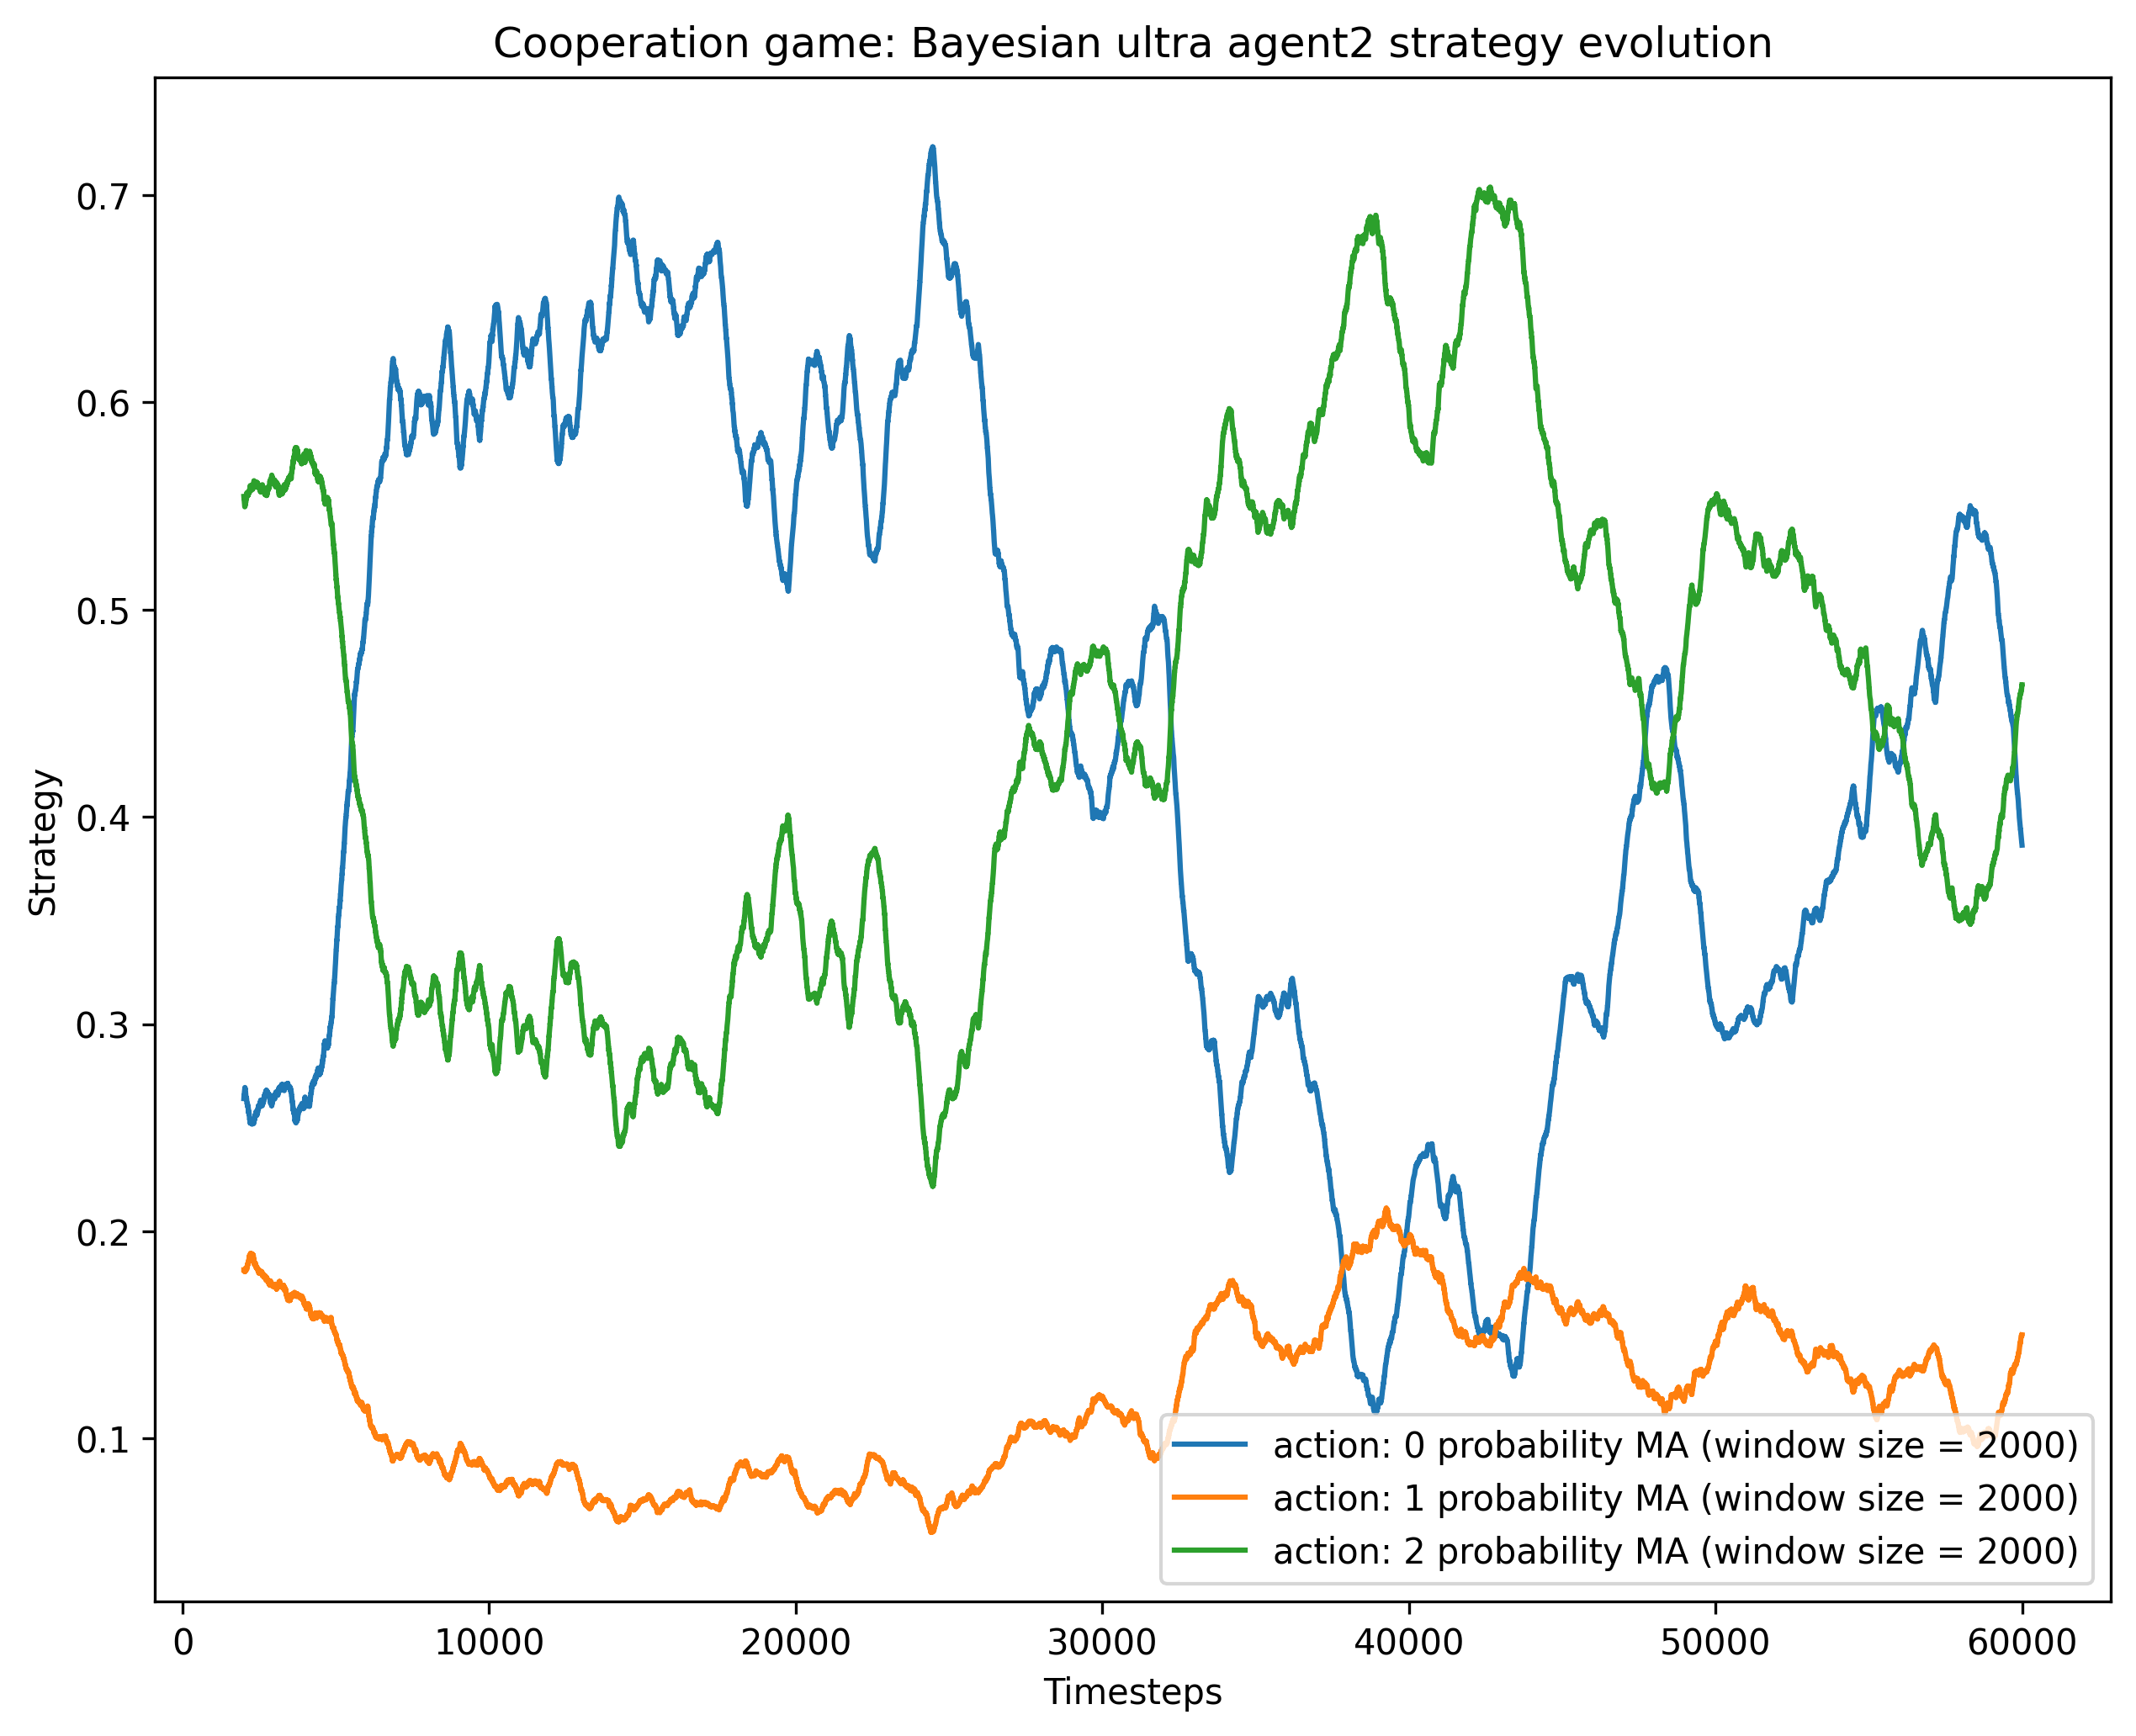 Cooperation game: Bayesian ultra agent2 strategy evolution
Strategy
0.7
0.6
0.5
0.4
0.3
0.2
0.1
action: 0 probability MA (window size = 2000)
action: 1 probability MA (window size = 2000)
action: 2 probability MA (window size = 2000)
0 10000 20000 30000 40000 50000 60000
Timesteps